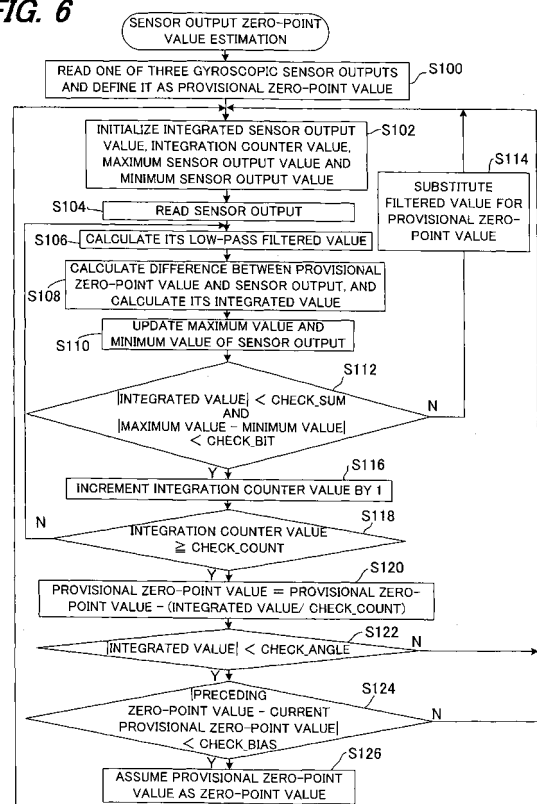 FIG. 6
SENSOR OUTPUT ZERO-POINT
VALUE ESTIMATION
S100
READ ONE OF THREE GYROSCOPIC SENSOR OUTPUTS
AND DEFINE IT AS PROVISIONAL ZERO-POINT VALUE
S102
INITIALIZE INTEGRATED SENSOR OUTPUT
VALUE, INTEGRATION COUNTER VALUE,
MAXIMUM SENSOR OUTPUT VALUE AND
MINIMUM SENSOR OUTPUT VALUE
S114
SUBSTITUTE
FILTERED VALUE FOR
PROVISIONAL ZERO-
POINT VALUE
S104
READ SENSOR OUTPUT
S106
CALCULATE ITS LOW-PASS FILTERED VALUE
S108
CALCULATE DIFFERENCE BETWEEN PROVISIONAL
ZERO-POINT VALUE AND SENSOR OUTPUT, AND
CALCULATE ITS INTEGRATED VALUE
S110
UPDATE MAXIMUM VALUE AND
MINIMUM VALUE OF SENSOR OUTPUT
S112
|INTEGRATED VALUE| < CHECK_SUM
AND
|MAXIMUM VALUE - MINIMUM VALUE|
< CHECK_BIT
N
Y
S116
INCREMENT INTEGRATION COUNTER VALUE BY 1
N
S118
INTEGRATION COUNTER VALUE
≧ CHECK_COUNT
Y
S120
PROVISIONAL ZERO-POINT VALUE = PROVISIONAL ZERO-
POINT VALUE - (INTEGRATED VALUE/ CHECK_COUNT)
S122
|INTEGRATED VALUE| < CHECK_ANGLE
N
Y
S124
|PRECEDING
ZERO-POINT VALUE - CURRENT
PROVISIONAL ZERO-POINT VALUE|
< CHECK_BIAS
N
Y
S126
ASSUME PROVISIONAL ZERO-POINT
VALUE AS ZERO-POINT VALUE